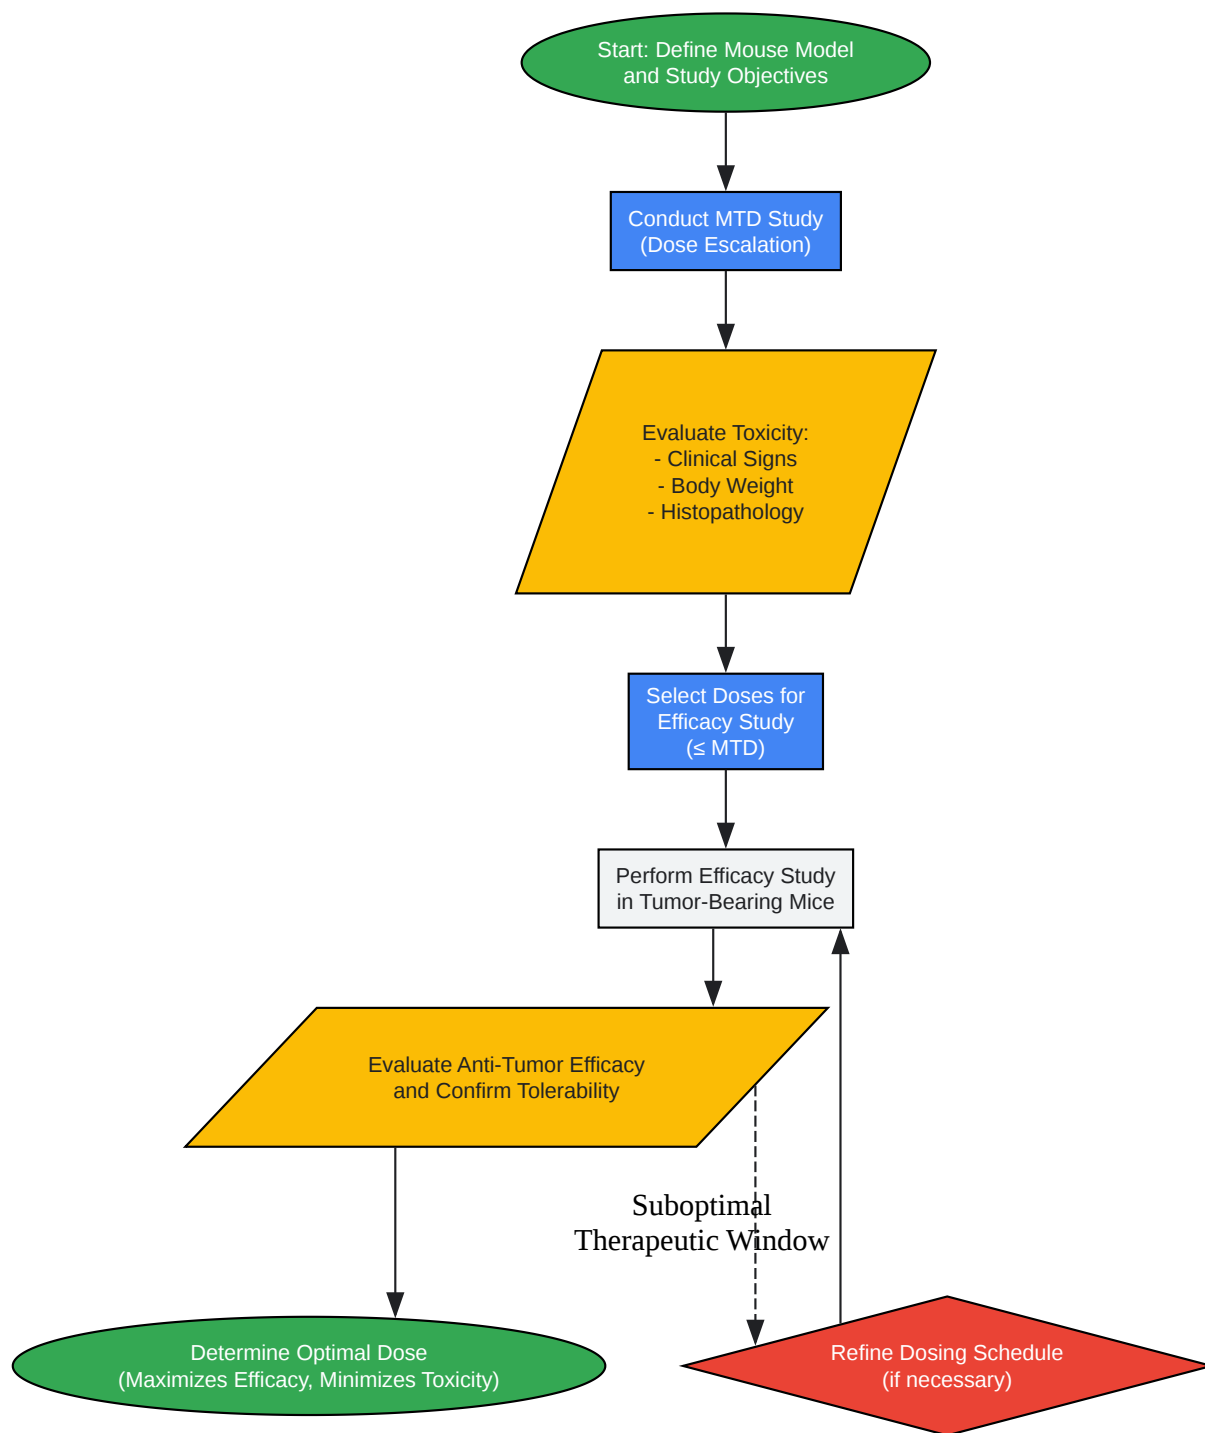 Start: Define Mouse Model
and Study Objectives
Conduct MTD Study
(Dose Escalation)
Evaluate Toxicity:
- Clinical Signs
- Body Weight
- Histopathology
Select Doses for
Efficacy Study
(≤ MTD)
Perform Efficacy Study
in Tumor-Bearing Mice
Evaluate Anti-Tumor Efficacy
and Confirm Tolerability
Suboptimal
Therapeutic Window
Determine Optimal Dose
(Maximizes Efficacy, Minimizes Toxicity)
Refine Dosing Schedule
(if necessary)